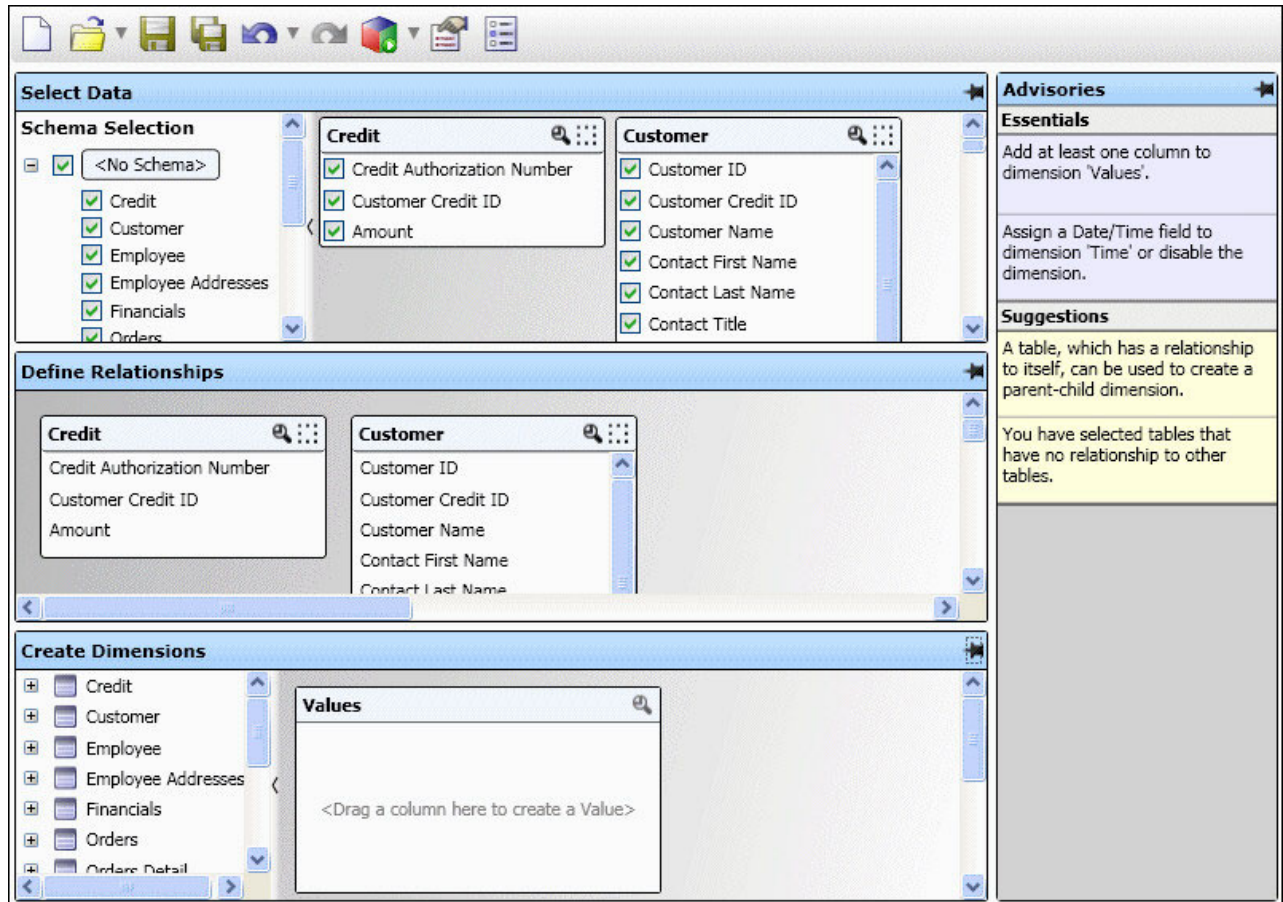 Select Data
Schema Selection
<No Schema>
Credit
Customer
Employee
Employee Addresses
Financials
Orders
Credit
Credit Authorization Number
Customer Credit ID
Amount
Customer
Customer ID
Customer Credit ID
Customer Name
Contact First Name
Contact Last Name
Contact Title
Define Relationships
Credit
Credit Authorization Number
Customer Credit ID
Amount
Customer
Customer ID
Customer Credit ID
Customer Name
Contact First Name
Contact Last Name
Create Dimensions
Credit
Customer
Employee
Employee Addresses
Financials
Orders
Orders Detail
Values
<Drag a column here to create a Value>
Advisories
Essentials
Add at least one column to
dimension 'Values'.
Assign a Date/Time field to
dimension 'Time' or disable the
dimension.
Suggestions
A table, which has a relationship
to itself, can be used to create a
parent-child dimension.
You have selected tables that
have no relationship to other
tables.